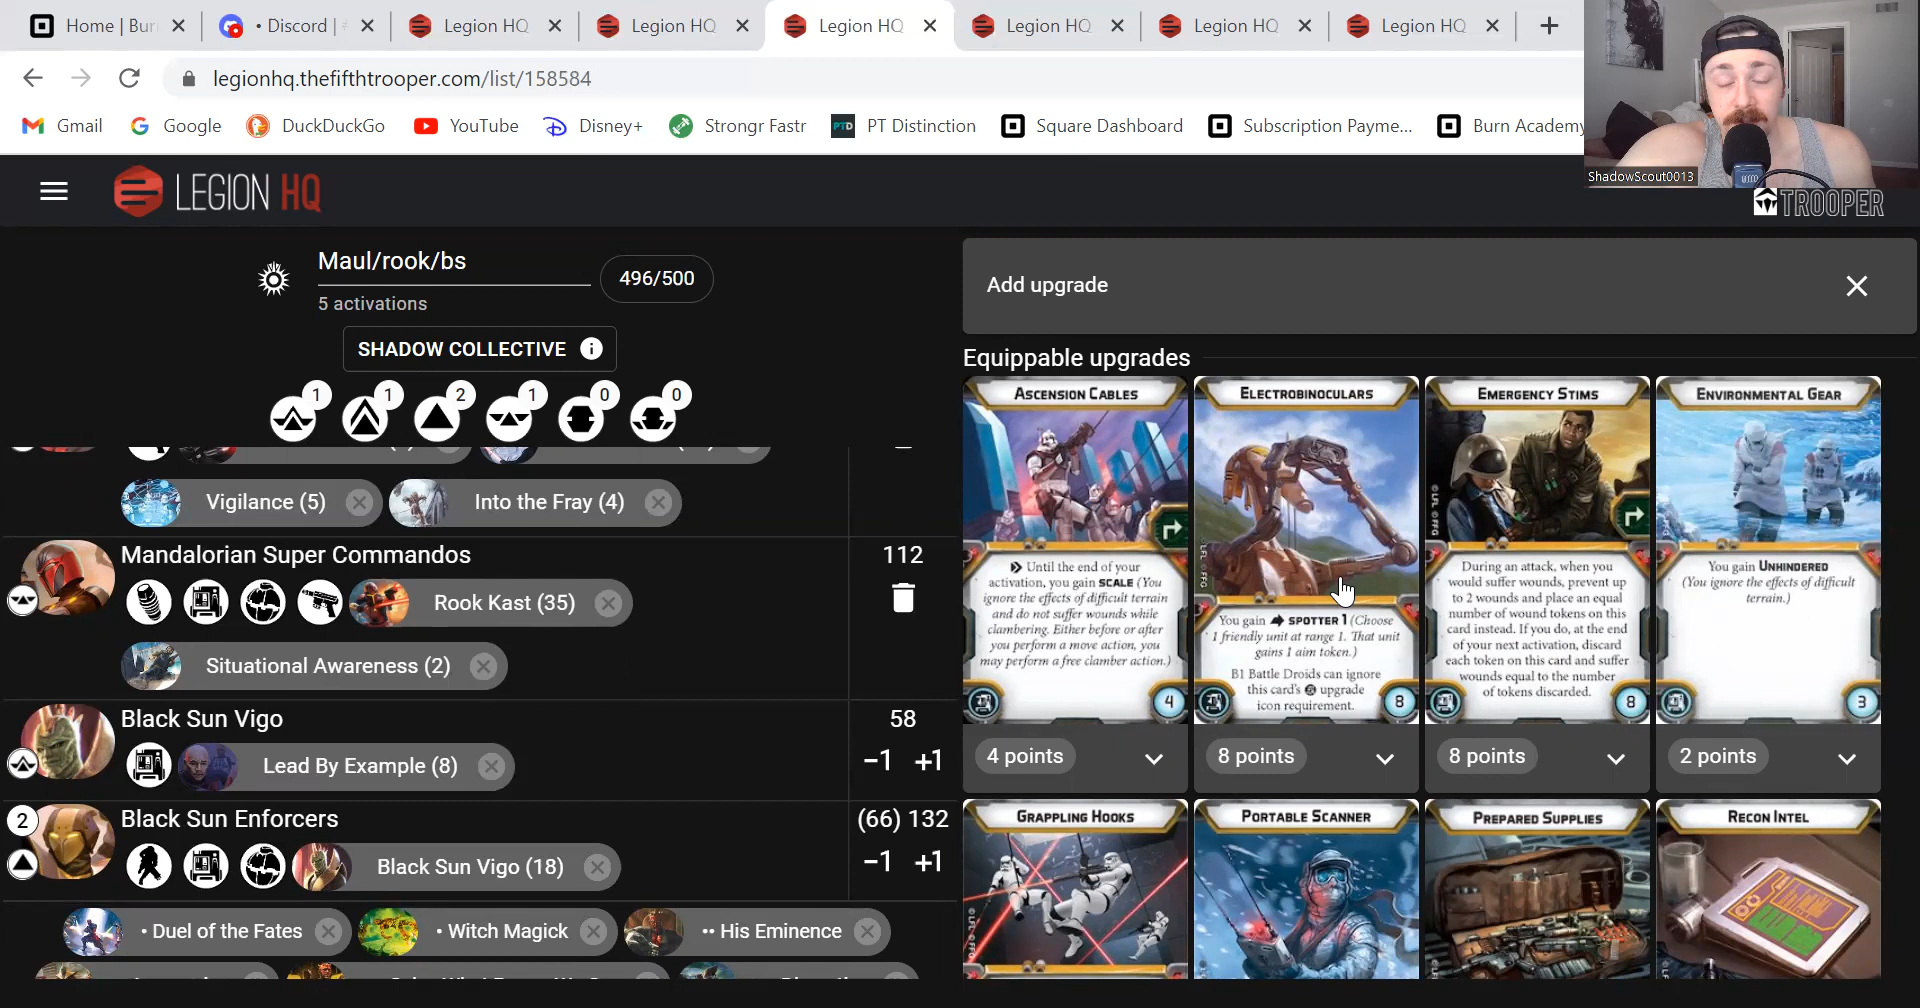 Home | Bur
• Discord | #
Legion HQ
Legion HQ
Legion HQ
Legion HQ
Legion HQ
Legion HQ
legionhq.thefifthtrooper.com/list/158584
Gmail
Google
DuckDuckGo
YouTube
Disney+
Strongr Fastr
PTD
PT Distinction
Square Dashboard
Subscription Payme...
Burn Academy
ShadowScout0013
TROOPER
LEGION HQ
Maul/rook/bs
496/500
5 activations
SHADOW COLLECTIVE
1
1
2
1
0
0
Vigilance (5)
Into the Fray (4)
Mandalorian Super Commandos
112
Rook Kast (35)
Situational Awareness (2)
Black Sun Vigo
58
Lead By Example (8)
−1 +1
2
Black Sun Enforcers
(66) 132
Black Sun Vigo (18)
−1 +1
• Duel of the Fates
• Witch Magick
•• His Eminence
Add upgrade
Equippable upgrades
ASCENSION CABLES
Until the end of your
activation, you gain SCALE (You
ignore the effects of difficult terrain
and do not suffer wounds while
clambering. Either before or after
you perform a move action, you
may perform a free clamber action.)
4
4 points
ELECTROBINOCULARS
You gain SPOTTER 1 (Choose
1 friendly unit at range 1. That unit
gains 1 aim token.)
B1 Battle Droids can ignore
this card's upgrade
icon requirement.
8
8 points
EMERGENCY STIMS
During an attack, when you
would suffer wounds, prevent up
to 2 wounds and place an equal
number of wound tokens on this
card instead. If you do, at the end
of your next activation, discard
each token on this card and suffer
wounds equal to the number
of tokens discarded.
8
8 points
ENVIRONMENTAL GEAR
You gain UNHINDERED
(You ignore the effects of difficult
terrain.)
3
2 points
GRAPPLING HOOKS
PORTABLE SCANNER
PREPARED SUPPLIES
RECON INTEL